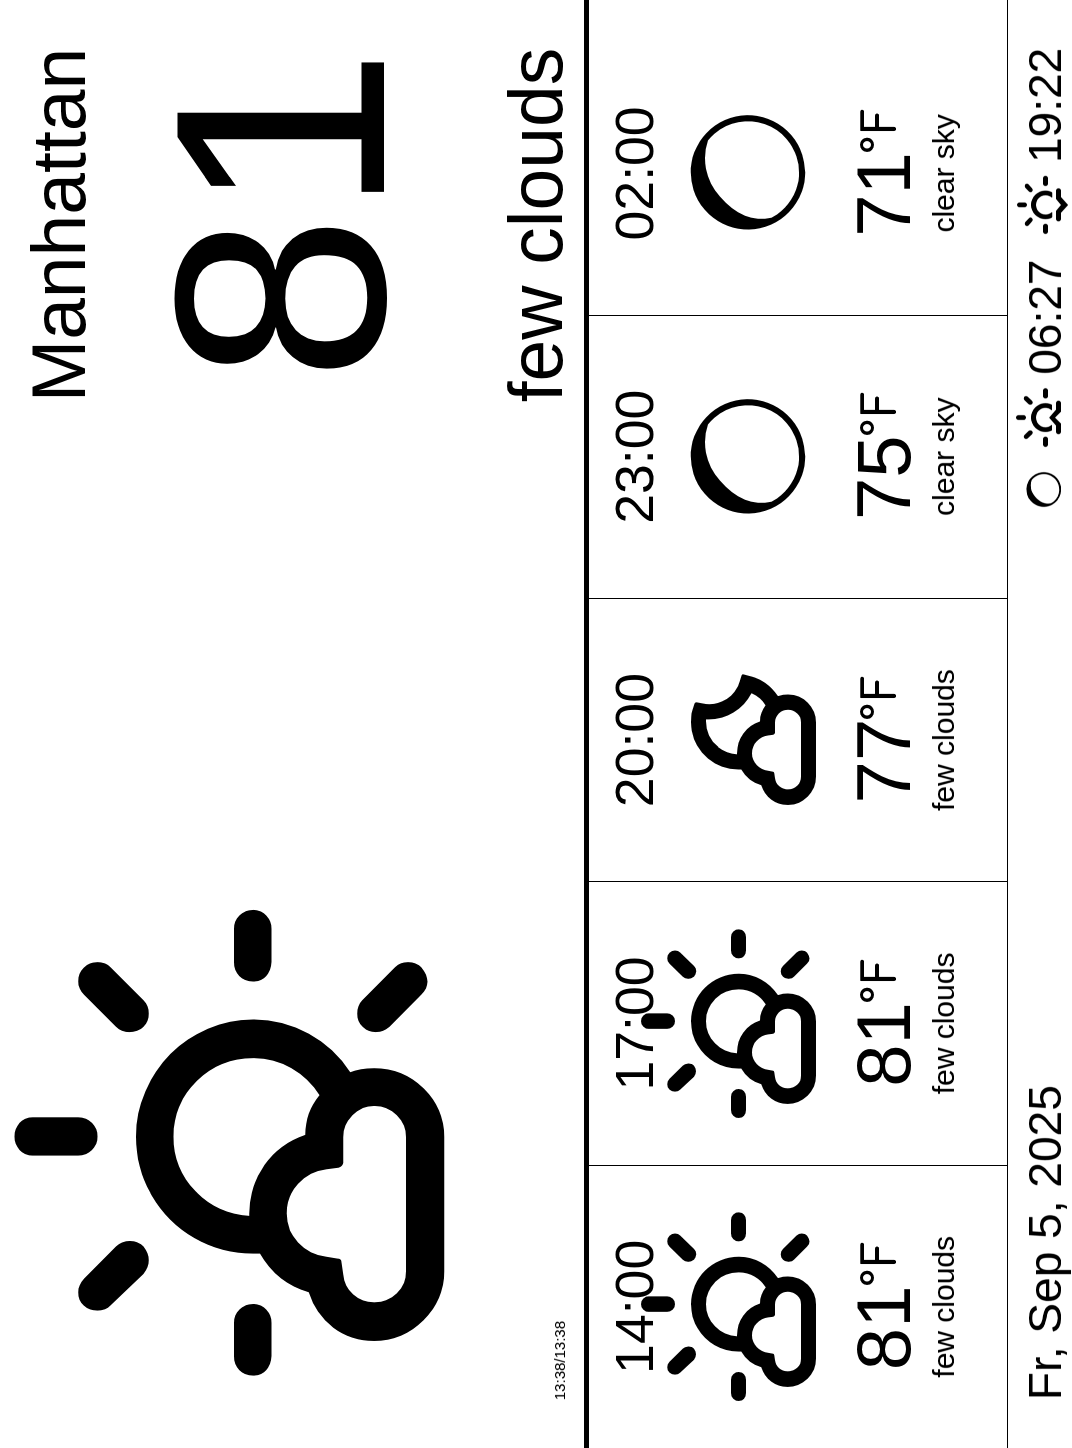 Manhattan
81
few clouds
13:38/13:38
14:00
81°F
few clouds
17:00
81°F
few clouds
20:00
77°F
few clouds
23:00
75°F
clear sky
02:00
71°F
clear sky
Fr, Sep 5, 2025
06:27 19:22